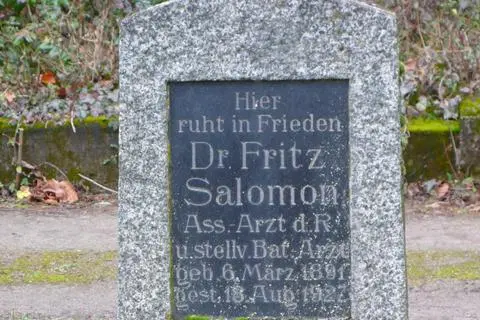 Hier
ruht in Frieden
Dr. Fritz
Salomon
Ass.-Arzt d. R.
u. stellv. Bat. Arzt
geb. 6. März 1891
gest. 18. Aug. 1927